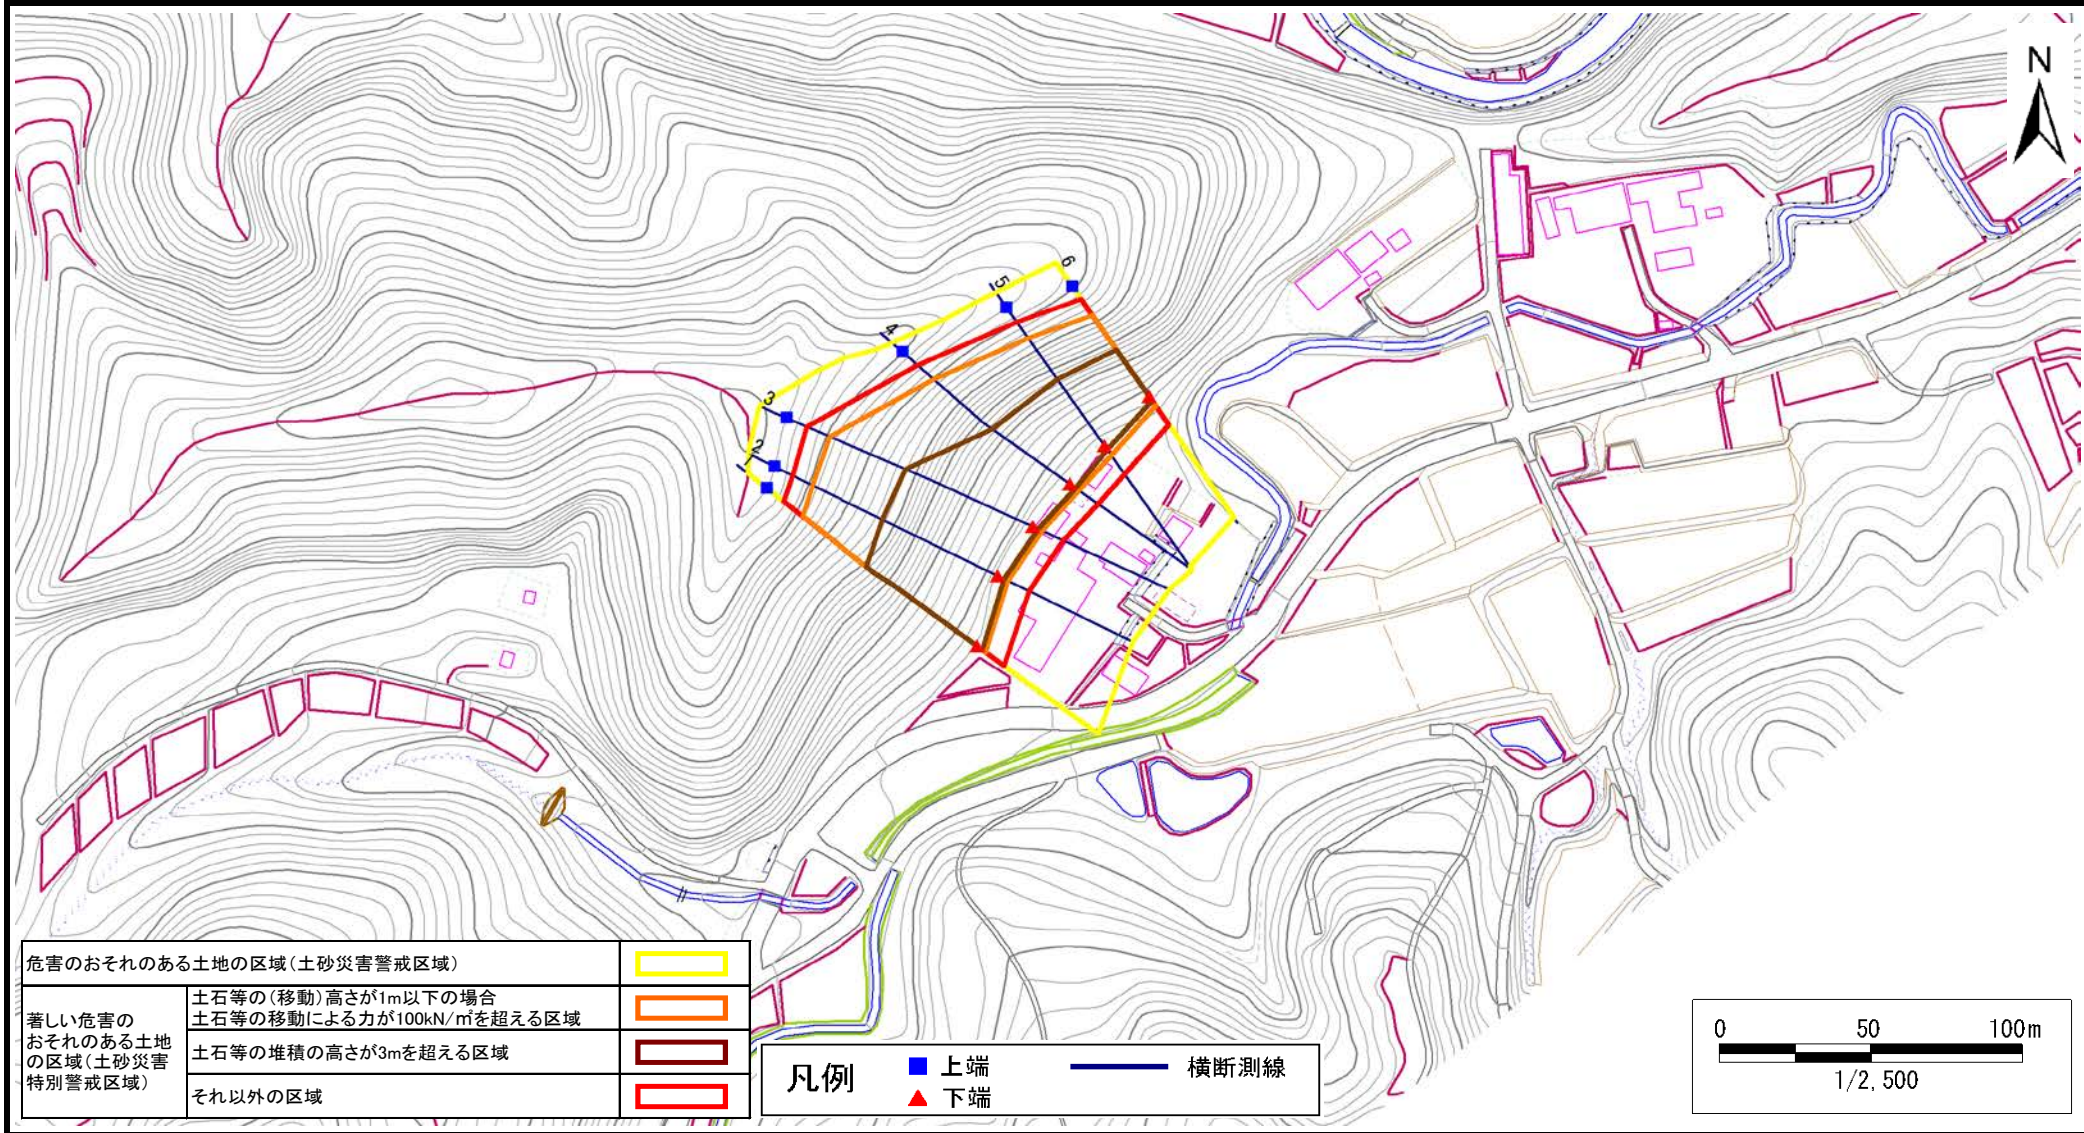 N
6
5
4
3
2
1
危害のおそれのある土地の区域(土砂災害警戒区域)
著しい危害の
おそれのある土地
の区域(土砂災害
特別警戒区域)
土石等の(移動)高さが1m以下の場合
土石等の移動による力が100kN/㎡を超える区域
土石等の堆積の高さが3mを超える区域
それ以外の区域
凡例
上端
下端
横断測線
0 50 100m
1/2,500